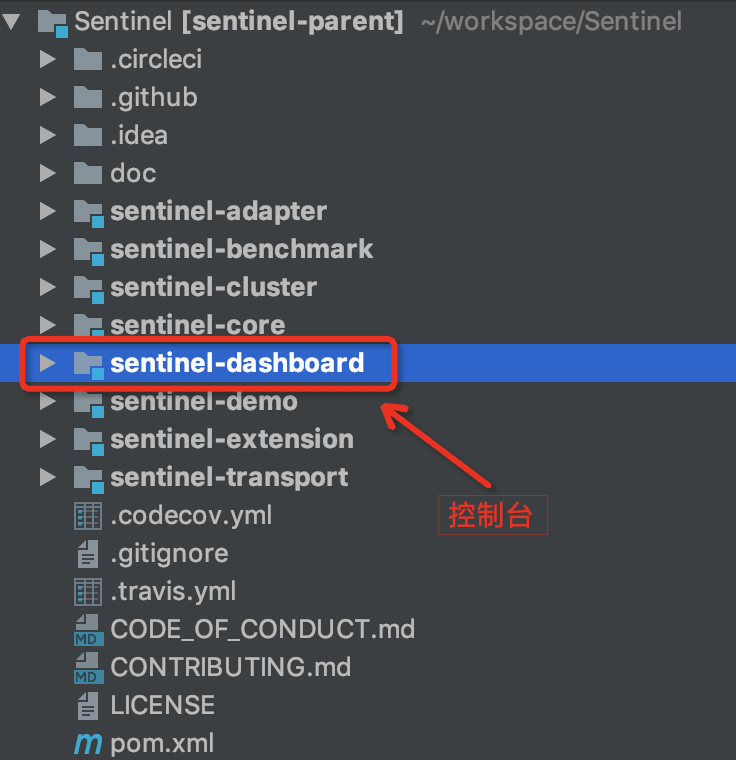 Sentinel [sentinel-parent] ~/workspace/Sentinel
.circleci
.github
.idea
doc
sentinel-adapter
sentinel-benchmark
sentinel-cluster
sentinel-core
sentinel-dashboard
sentinel-demo
sentinel-extension
sentinel-transport
.codecov.yml
控制台
.gitignore
.travis.yml
MD CODE_OF_CONDUCT.md
MD CONTRIBUTING.md
LICENSE
m pom.xml